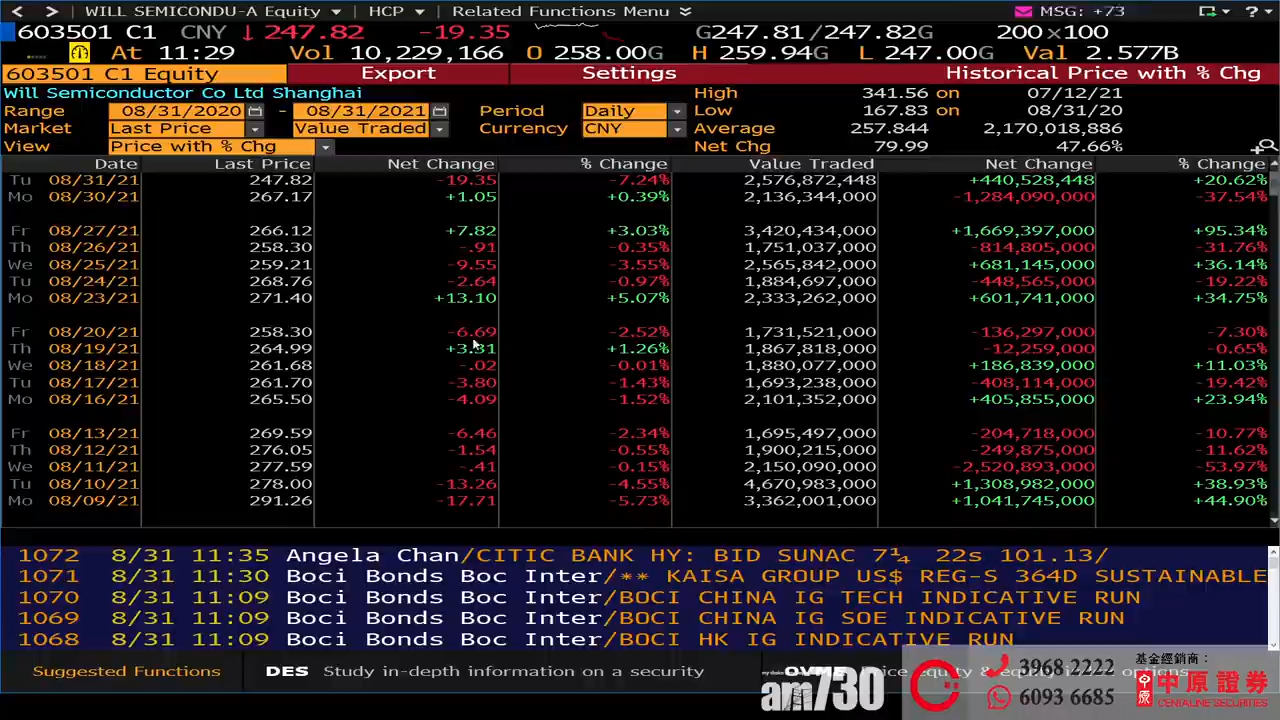 < > WILL SEMICONDU-A Equity HCP Related Functions Menu MSG: +73 ?
603501 C1 CNY ↓ 247.82 -19.35 G247.81/247.82G 200×100
At 11:29 Vol 10,229,166 O 258.00G H 259.94G L 247.00G Val 2.577B
603501 C1 Equity Export Settings Historical Price with % Chg
Will Semiconductor Co Ltd Shanghai High 341.56 on 07/12/21
Range 08/31/2020 - 08/31/2021 Period Daily Low 167.83 on 08/31/20
Market Last Price Value Traded Currency CNY Average 257.844 2,170,018,886
View Price with % Chg Net Chg 79.99 47.66%
Date Last Price Net Change % Change Value Traded Net Change % Change
Tu 08/31/21 247.82 -19.35 -7.24% 2,576,872,448 +440,528,448 +20.62%
Mo 08/30/21 267.17 +1.05 +0.39% 2,136,344,000 -1,284,090,000 -37.54%
Fr 08/27/21 266.12 +7.82 +3.03% 3,420,434,000 +1,669,397,000 +95.34%
Th 08/26/21 258.30 -.91 -0.35% 1,751,037,000 -814,805,000 -31.76%
We 08/25/21 259.21 -9.55 -3.55% 2,565,842,000 +681,145,000 +36.14%
Tu 08/24/21 268.76 -2.64 -0.97% 1,884,697,000 -448,565,000 -19.22%
Mo 08/23/21 271.40 +13.10 +5.07% 2,333,262,000 +601,741,000 +34.75%
Fr 08/20/21 258.30 -6.69 -2.52% 1,731,521,000 -136,297,000 -7.30%
Th 08/19/21 264.99 +3.31 +1.26% 1,867,818,000 -12,259,000 -0.65%
We 08/18/21 261.68 -.02 -0.01% 1,880,077,000 +186,839,000 +11.03%
Tu 08/17/21 261.70 -3.80 -1.43% 1,693,238,000 -408,114,000 -19.42%
Mo 08/16/21 265.50 -4.09 -1.52% 2,101,352,000 +405,855,000 +23.94%
Fr 08/13/21 269.59 -6.46 -2.34% 1,695,497,000 -204,718,000 -10.77%
Th 08/12/21 276.05 -1.54 -0.55% 1,900,215,000 -249,875,000 -11.62%
We 08/11/21 277.59 -.41 -0.15% 2,150,090,000 -2,520,893,000 -53.97%
Tu 08/10/21 278.00 -13.26 -4.55% 4,670,983,000 +1,308,982,000 +38.93%
Mo 08/09/21 291.26 -17.71 -5.73% 3,362,001,000 +1,041,745,000 +44.90%
1072 8/31 11:35 Angela Chan/CITIC BANK HY: BID SUNAC 7¼ 22s 101.13/
1071 8/31 11:30 Boci Bonds Boc Inter/** KAISA GROUP US$ REG-S 364D SUSTAINABLE
1070 8/31 11:09 Boci Bonds Boc Inter/BOCI CHINA IG TECH INDICATIVE RUN
1069 8/31 11:09 Boci Bonds Boc Inter/BOCI CHINA IG SOE INDICATIVE RUN
1068 8/31 11:09 Boci Bonds Boc Inter/BOCI HK IG INDICATIVE RUN
Suggested Functions DES Study in-depth information on a security OVME
am730
3968 2222
6093 6685
基金經銷商：
中原證券
CENTALINE SECURITIES